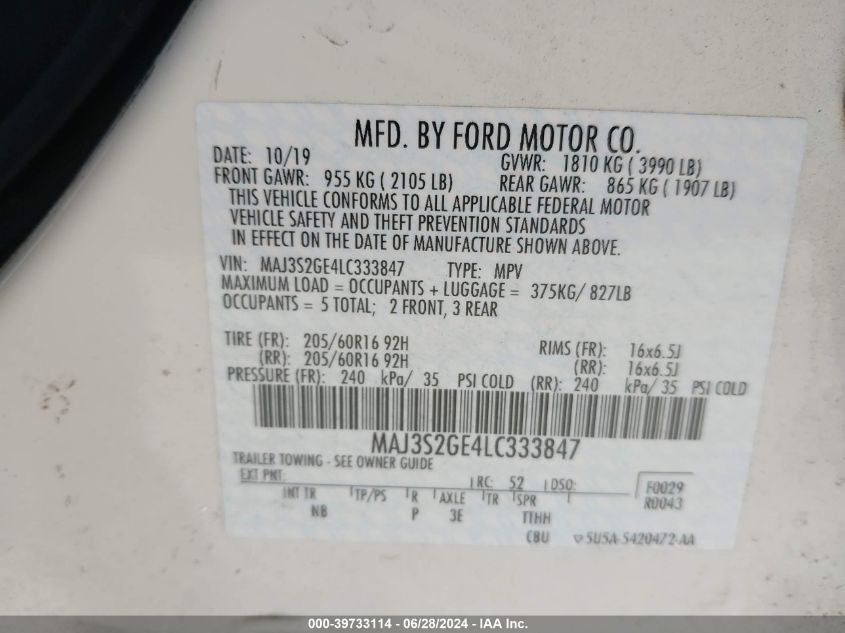 MFD. BY FORD MOTOR CO.
DATE: 10/19 GVWR: 1810 KG ( 3990 LB)
FRONT GAWR: 955 KG ( 2105 LB) REAR GAWR: 865 KG ( 1907 LB)
THIS VEHICLE CONFORMS TO ALL APPLICABLE FEDERAL MOTOR
VEHICLE SAFETY AND THEFT PREVENTION STANDARDS
IN EFFECT ON THE DATE OF MANUFACTURE SHOWN ABOVE.
VIN: MAJ3S2GE4LC333847 TYPE: MPV
MAXIMUM LOAD = OCCUPANTS + LUGGAGE = 375KG/ 827LB
OCCUPANTS = 5 TOTAL; 2 FRONT, 3 REAR
TIRE (FR): 205/60R16 92H RIMS (FR): 16x6.5J
(RR): 205/60R16 92H (RR): 16x6.5J
PRESSURE (FR): 240 kPa/ 35 PSI COLD (RR): 240 kPa/ 35 PSI COLD
MAJ3S2GE4LC333847
TRAILER TOWING - SEE OWNER GUIDE
EXT PNT: RC: 52 DSO: F0029
INT TR TP/PS R AXLE TR SPR R0043
NB P 3E TTHH
CBU 5U5A-5420472-AA
000-39733114 - 06/28/2024 - IAA Inc.